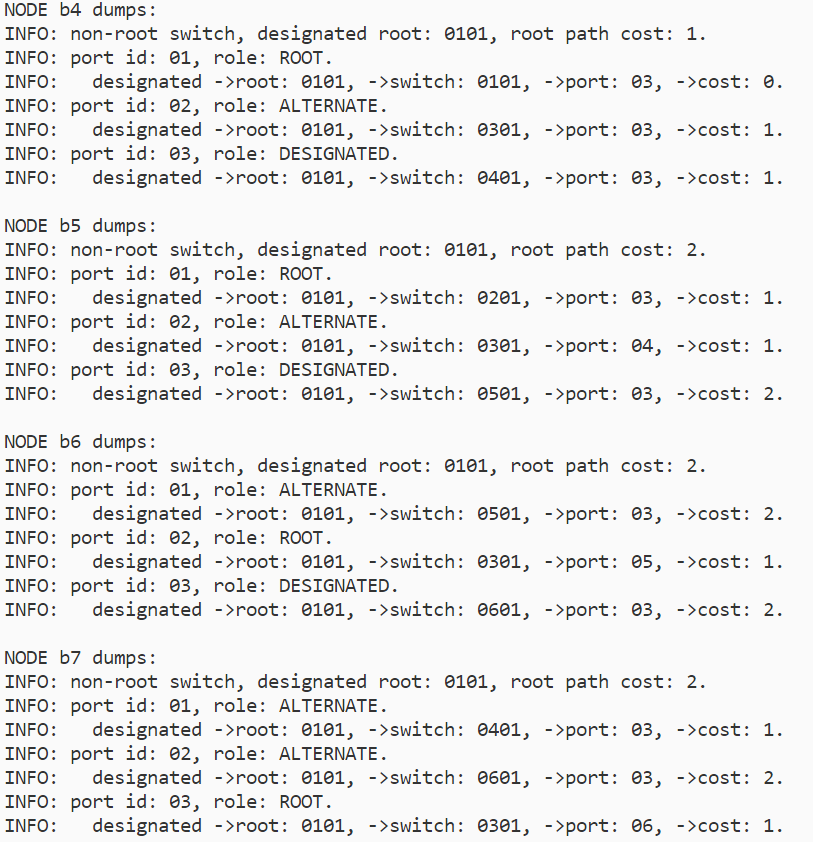 NODE b4 dumps:
INFO: non-root switch, designated root: 0101, root path cost: 1.
INFO: port id: 01, role: ROOT.
INFO:   designated ->root: 0101, ->switch: 0101, ->port: 03, ->cost: 0.
INFO: port id: 02, role: ALTERNATE.
INFO:   designated ->root: 0101, ->switch: 0301, ->port: 03, ->cost: 1.
INFO: port id: 03, role: DESIGNATED.
INFO:   designated ->root: 0101, ->switch: 0401, ->port: 03, ->cost: 1.

NODE b5 dumps:
INFO: non-root switch, designated root: 0101, root path cost: 2.
INFO: port id: 01, role: ROOT.
INFO:   designated ->root: 0101, ->switch: 0201, ->port: 03, ->cost: 1.
INFO: port id: 02, role: ALTERNATE.
INFO:   designated ->root: 0101, ->switch: 0301, ->port: 04, ->cost: 1.
INFO: port id: 03, role: DESIGNATED.
INFO:   designated ->root: 0101, ->switch: 0501, ->port: 03, ->cost: 2.

NODE b6 dumps:
INFO: non-root switch, designated root: 0101, root path cost: 2.
INFO: port id: 01, role: ALTERNATE.
INFO:   designated ->root: 0101, ->switch: 0501, ->port: 03, ->cost: 2.
INFO: port id: 02, role: ROOT.
INFO:   designated ->root: 0101, ->switch: 0301, ->port: 05, ->cost: 1.
INFO: port id: 03, role: DESIGNATED.
INFO:   designated ->root: 0101, ->switch: 0601, ->port: 03, ->cost: 2.

NODE b7 dumps:
INFO: non-root switch, designated root: 0101, root path cost: 2.
INFO: port id: 01, role: ALTERNATE.
INFO:   designated ->root: 0101, ->switch: 0401, ->port: 03, ->cost: 1.
INFO: port id: 02, role: ALTERNATE.
INFO:   designated ->root: 0101, ->switch: 0601, ->port: 03, ->cost: 2.
INFO: port id: 03, role: ROOT.
INFO:   designated ->root: 0101, ->switch: 0301, ->port: 06, ->cost: 1.